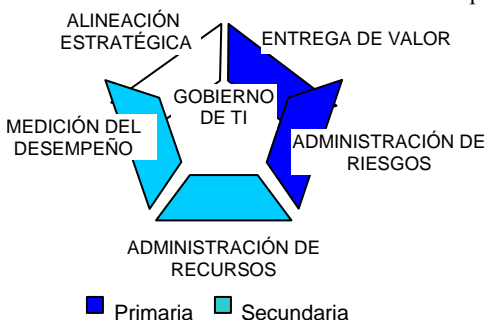 ALINEACIÓN
ESTRATÉGICA
ENTREGA DE VALOR
GOBIERNO
DE TI
MEDICIÓN DEL
DESEMPEÑO
ADMINISTRACIÓN DE
RIESGOS
ADMINISTRACIÓN DE
RECURSOS
Primaria Secundaria